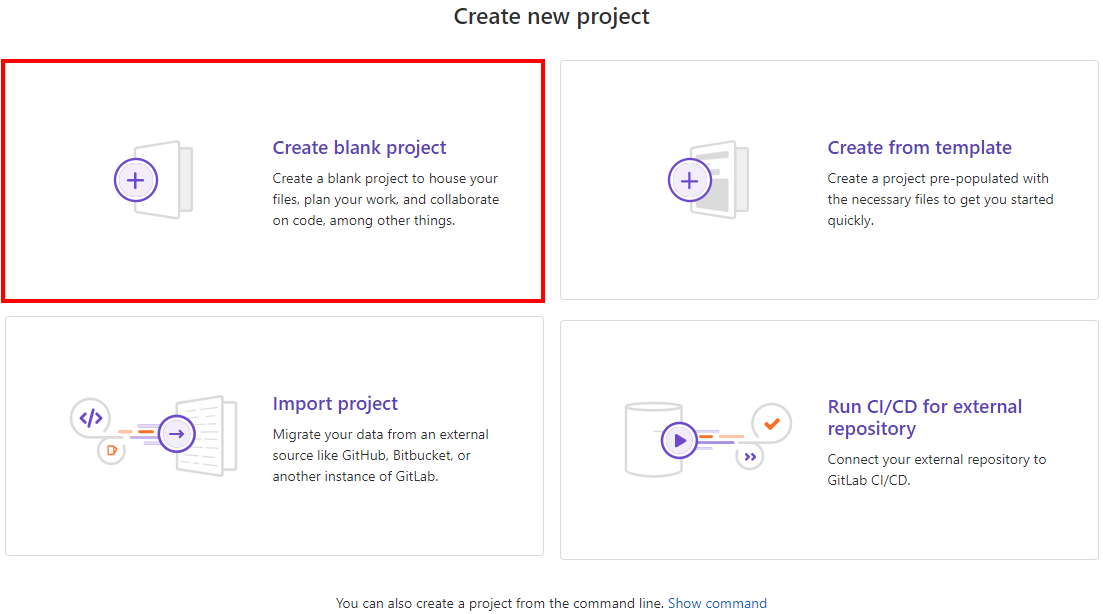 Create new project
Create blank project
Create a blank project to house your
files, plan your work, and collaborate
on code, among other things.
Create from template
Create a project pre-populated with
the necessary files to get you started
quickly.
Import project
Migrate your data from an external
source like GitHub, Bitbucket, or
another instance of GitLab.
Run CI/CD for external
repository
Connect your external repository to
GitLab CI/CD.
You can also create a project from the command line. Show command